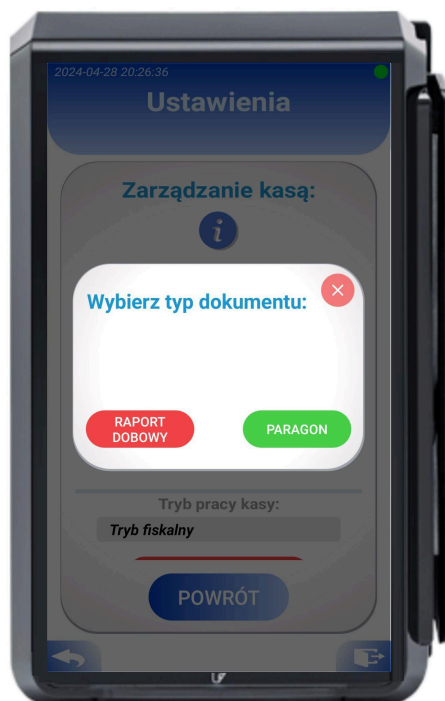 2024-04-28 20:26:36
Ustawienia
Zarządzanie kasą:
i
Wybierz typ dokumentu:
RAPORT
DOBOWY
PARAGON
Tryb pracy kasy:
Tryb fiskalny
POWRÓT